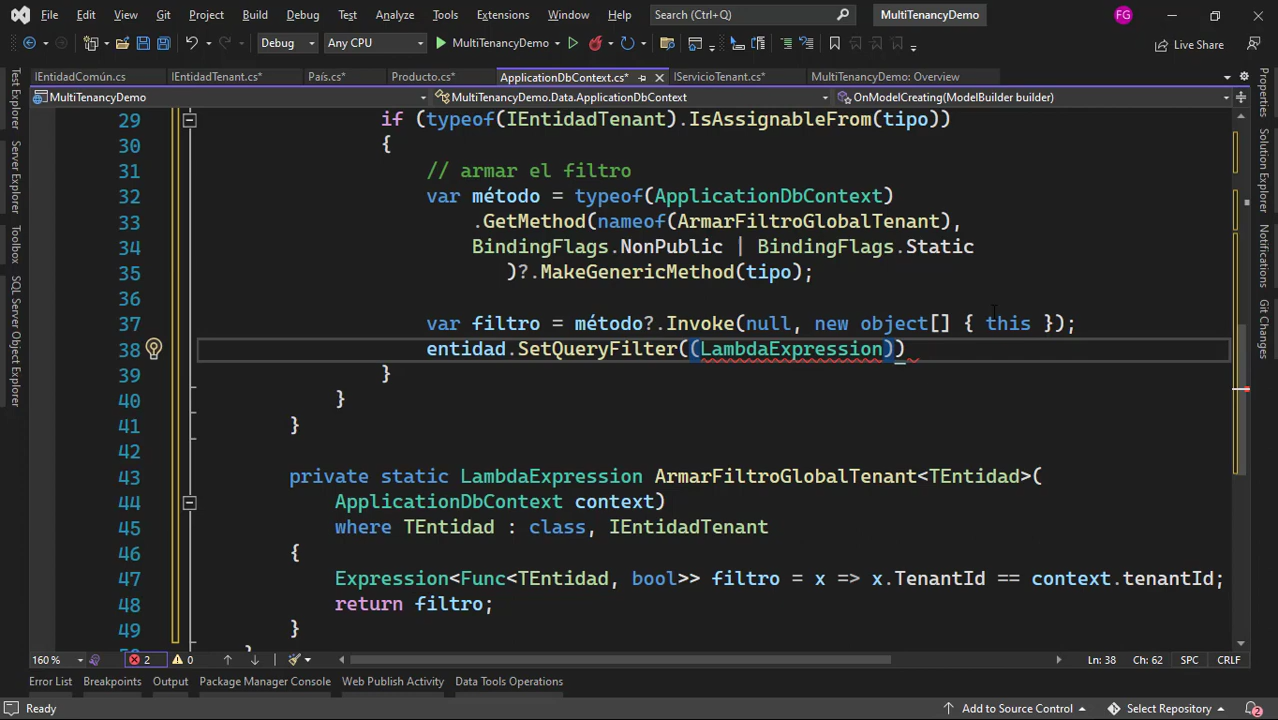 File Edit View Git Project Build Debug Test Analyze Tools Extensions Window Help Search (Ctrl+Q) MultiTenancyDemo FG
Debug Any CPU MultiTenancyDemo Live Share
IEntidadComún.cs IEntidadTenant.cs* País.cs* Producto.cs* ApplicationDbContext.cs* IServicioTenant.cs* MultiTenancyDemo: Overview
MultiTenancyDemo MultiTenancyDemo.Data.ApplicationDbContext OnModelCreating(ModelBuilder builder)
Test Explorer
Server Explorer
Toolbox
SQL Server Object Explorer
29 if (typeof(IEntidadTenant).IsAssignableFrom(tipo))
30 {
31 // armar el filtro
32 var método = typeof(ApplicationDbContext)
33 .GetMethod(nameof(ArmarFiltroGlobalTenant),
34 BindingFlags.NonPublic | BindingFlags.Static
35 )?.MakeGenericMethod(tipo);
36
37 var filtro = método?.Invoke(null, new object[] { this });
38 entidad.SetQueryFilter((LambdaExpression))
39 }
40 }
41 }
42
43 private static LambdaExpression ArmarFiltroGlobalTenant<TEntidad>(
44 ApplicationDbContext context)
45 where TEntidad : class, IEntidadTenant
46 {
47 Expression<Func<TEntidad, bool>> filtro = x => x.TenantId == context.tenantId;
48 return filtro;
49 }
Properties
Solution Explorer
Notifications
Git Changes
160 % 2 0 Ln: 38 Ch: 62 SPC CRLF
Error List Breakpoints Output Package Manager Console Web Publish Activity Data Tools Operations
Ready Add to Source Control Select Repository 2